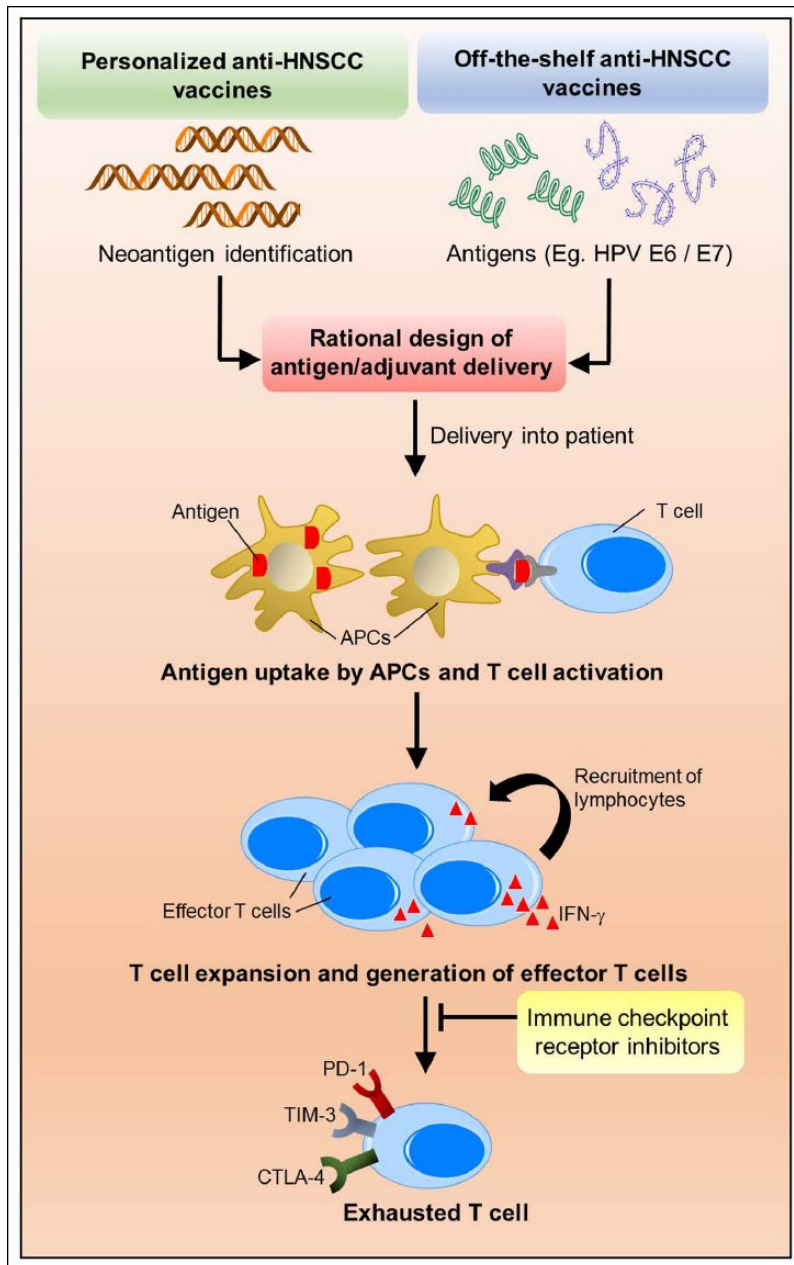 Personalized anti-HNSCC
vaccines
Off-the-shelf anti-HNSCC
vaccines
Neoantigen identification
Antigens (Eg. HPV E6 / E7)
Rational design of
antigen/adjuvant delivery
Delivery into patient
Antigen
T cell
APCs
Antigen uptake by APCs and T cell activation
Recruitment of
lymphocytes
Effector T cells
IFN-γ
T cell expansion and generation of effector T cells
Immune checkpoint
receptor inhibitors
PD-1
TIM-3
CTLA-4
Exhausted T cell